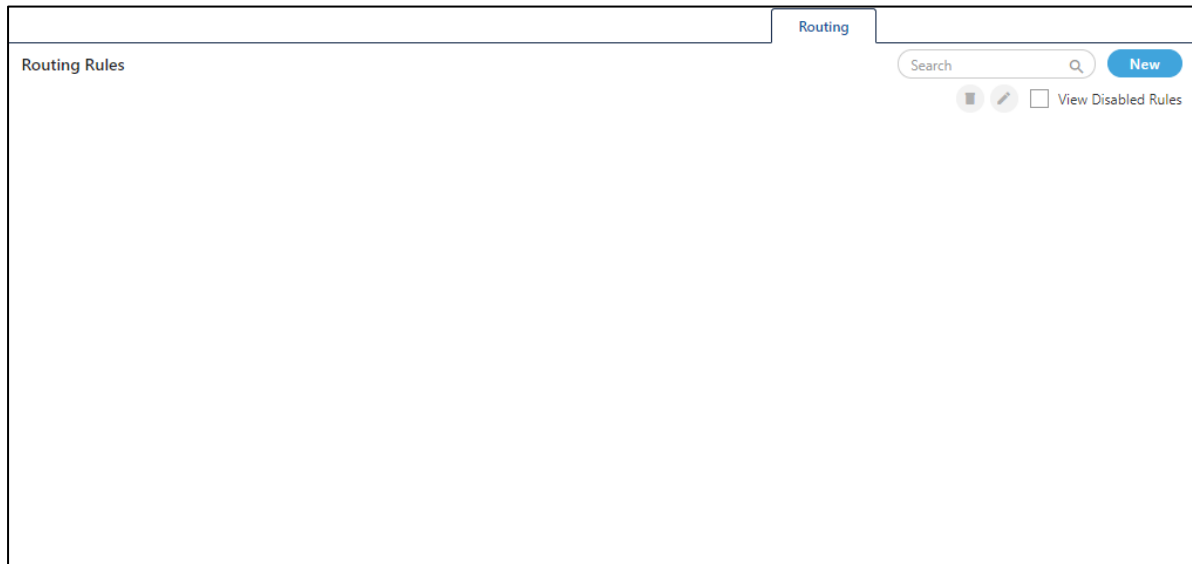 Routing
Routing Rules
Search
New
View Disabled Rules